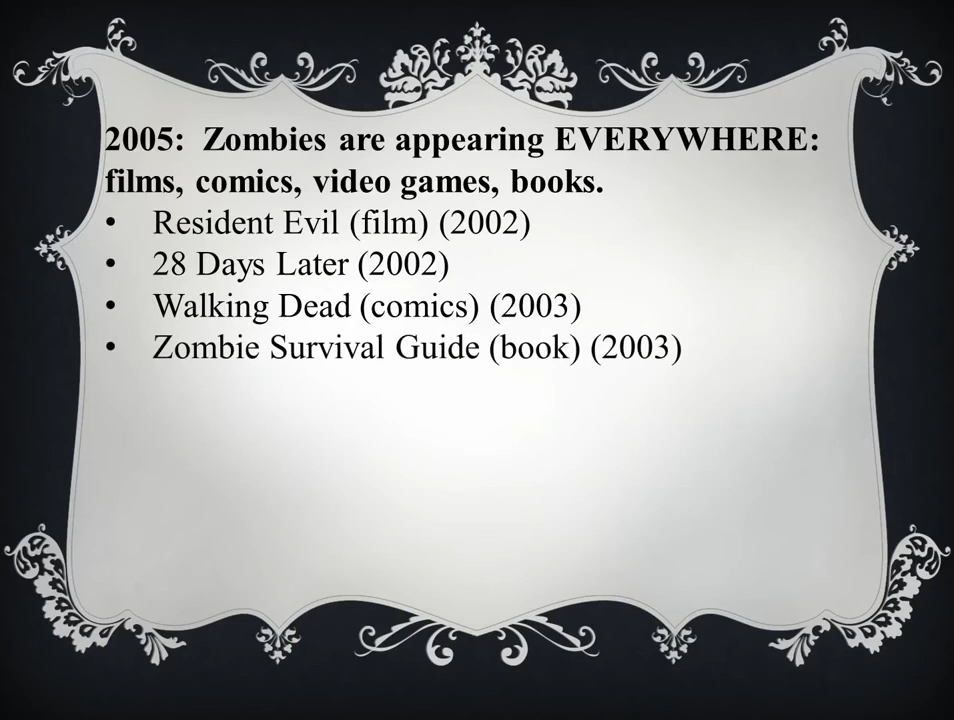 2005:  Zombies are appearing EVERYWHERE:
films, comics, video games, books.
• Resident Evil (film) (2002)
• 28 Days Later (2002)
• Walking Dead (comics) (2003)
• Zombie Survival Guide (book) (2003)